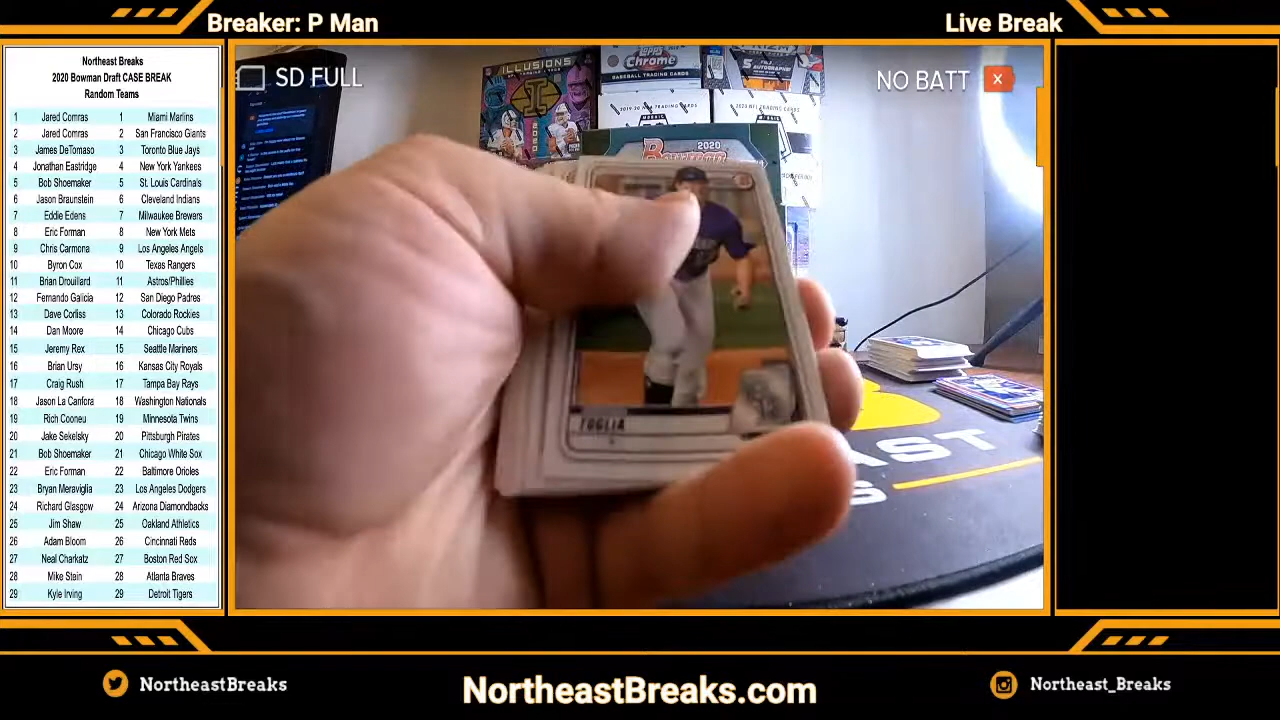 Breaker: P Man
Live Break
Northeast Breaks
2020 Bowman Draft CASE BREAK
Random Teams
1 Jared Comras 1 Miami Marlins
2 Jared Comras 2 San Francisco Giants
3 James DeTomaso 3 Toronto Blue Jays
4 Jonathan Eastridge 4 New York Yankees
5 Bob Shoemaker 5 St. Louis Cardinals
6 Jason Braunstein 6 Cleveland Indians
7 Eddie Edens 7 Milwaukee Brewers
8 Eric Forman 8 New York Mets
9 Chris Carmona 9 Los Angeles Angels
10 Byron Cox 10 Texas Rangers
11 Brian Drouillard 11 Astros/Phillies
12 Fernando Galicia 12 San Diego Padres
13 Dave Corliss 13 Colorado Rockies
14 Dan Moore 14 Chicago Cubs
15 Jeremy Rex 15 Seattle Mariners
16 Brian Ursy 16 Kansas City Royals
17 Craig Rush 17 Tampa Bay Rays
18 Jason La Canfora 18 Washington Nationals
19 Rich Cooneu 19 Minnesota Twins
20 Jake Sekelsky 20 Pittsburgh Pirates
21 Bob Shoemaker 21 Chicago White Sox
22 Eric Forman 22 Baltimore Orioles
23 Bryan Meraviglia 23 Los Angeles Dodgers
24 Richard Glasgow 24 Arizona Diamondbacks
25 Jim Shaw 25 Oakland Athletics
26 Adam Bloom 26 Cincinnati Reds
27 Neal Charkatz 27 Boston Red Sox
28 Mike Stein 28 Atlanta Braves
29 Kyle Irving 29 Detroit Tigers
SD FULL
NO BATT
ILLUSIONS
Topps
Chrome
BASEBALL TRADING CARDS
2020
Bowman
TOGLIA
AST
S
NortheastBreaks
NortheastBreaks.com
Northeast_Breaks